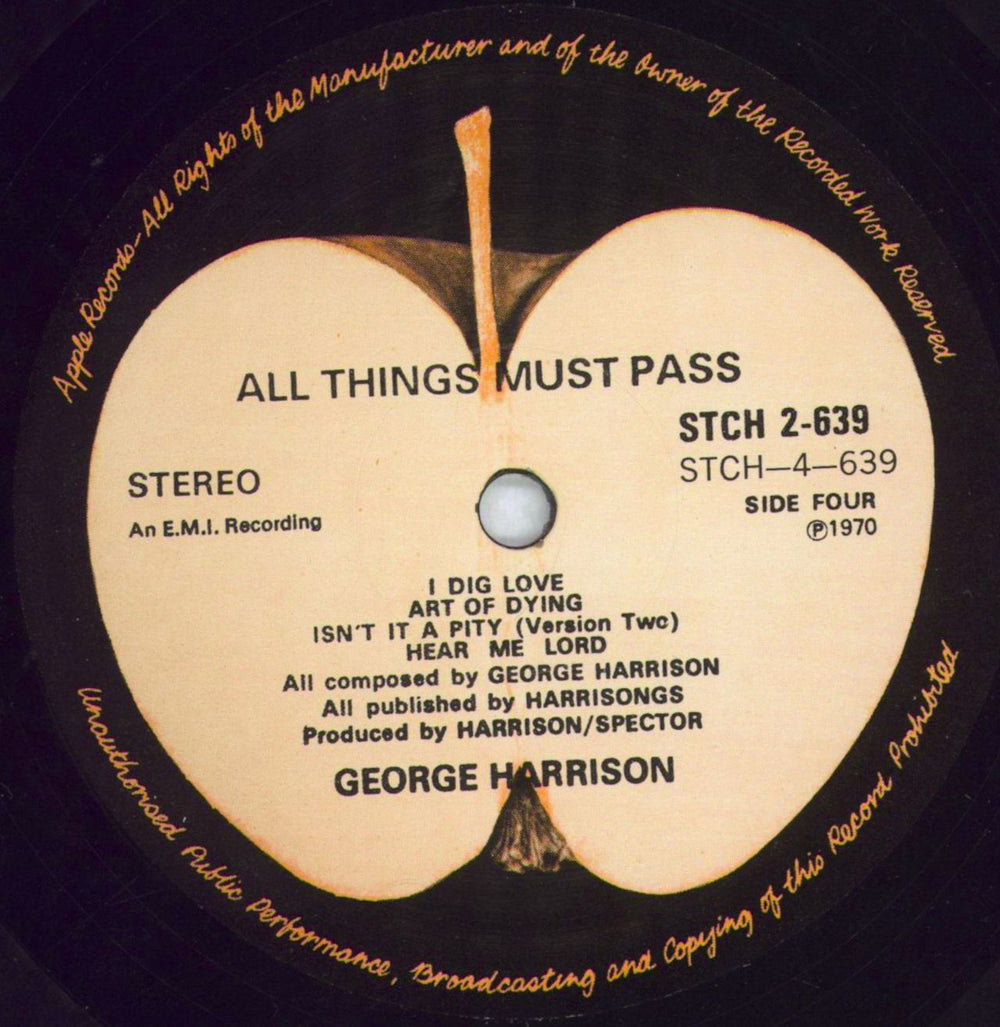 Apple Records-All Rights of the Manufacturer and of the Owner of the Recorded Work Reserved
ALL THINGS MUST PASS
STCH 2-639
STCH—4—639
STEREO
SIDE FOUR
An E.M.I. Recording
Ⓟ1970
I DIG LOVE
ART OF DYING
ISN'T IT A PITY (Version Two)
HEAR ME LORD
All composed by GEORGE HARRISON
All published by HARRISONGS
Produced by HARRISON/SPECTOR
GEORGE HARRISON
Unauthorised Public Performance, Broadcasting and Copying of this Record Prohibited